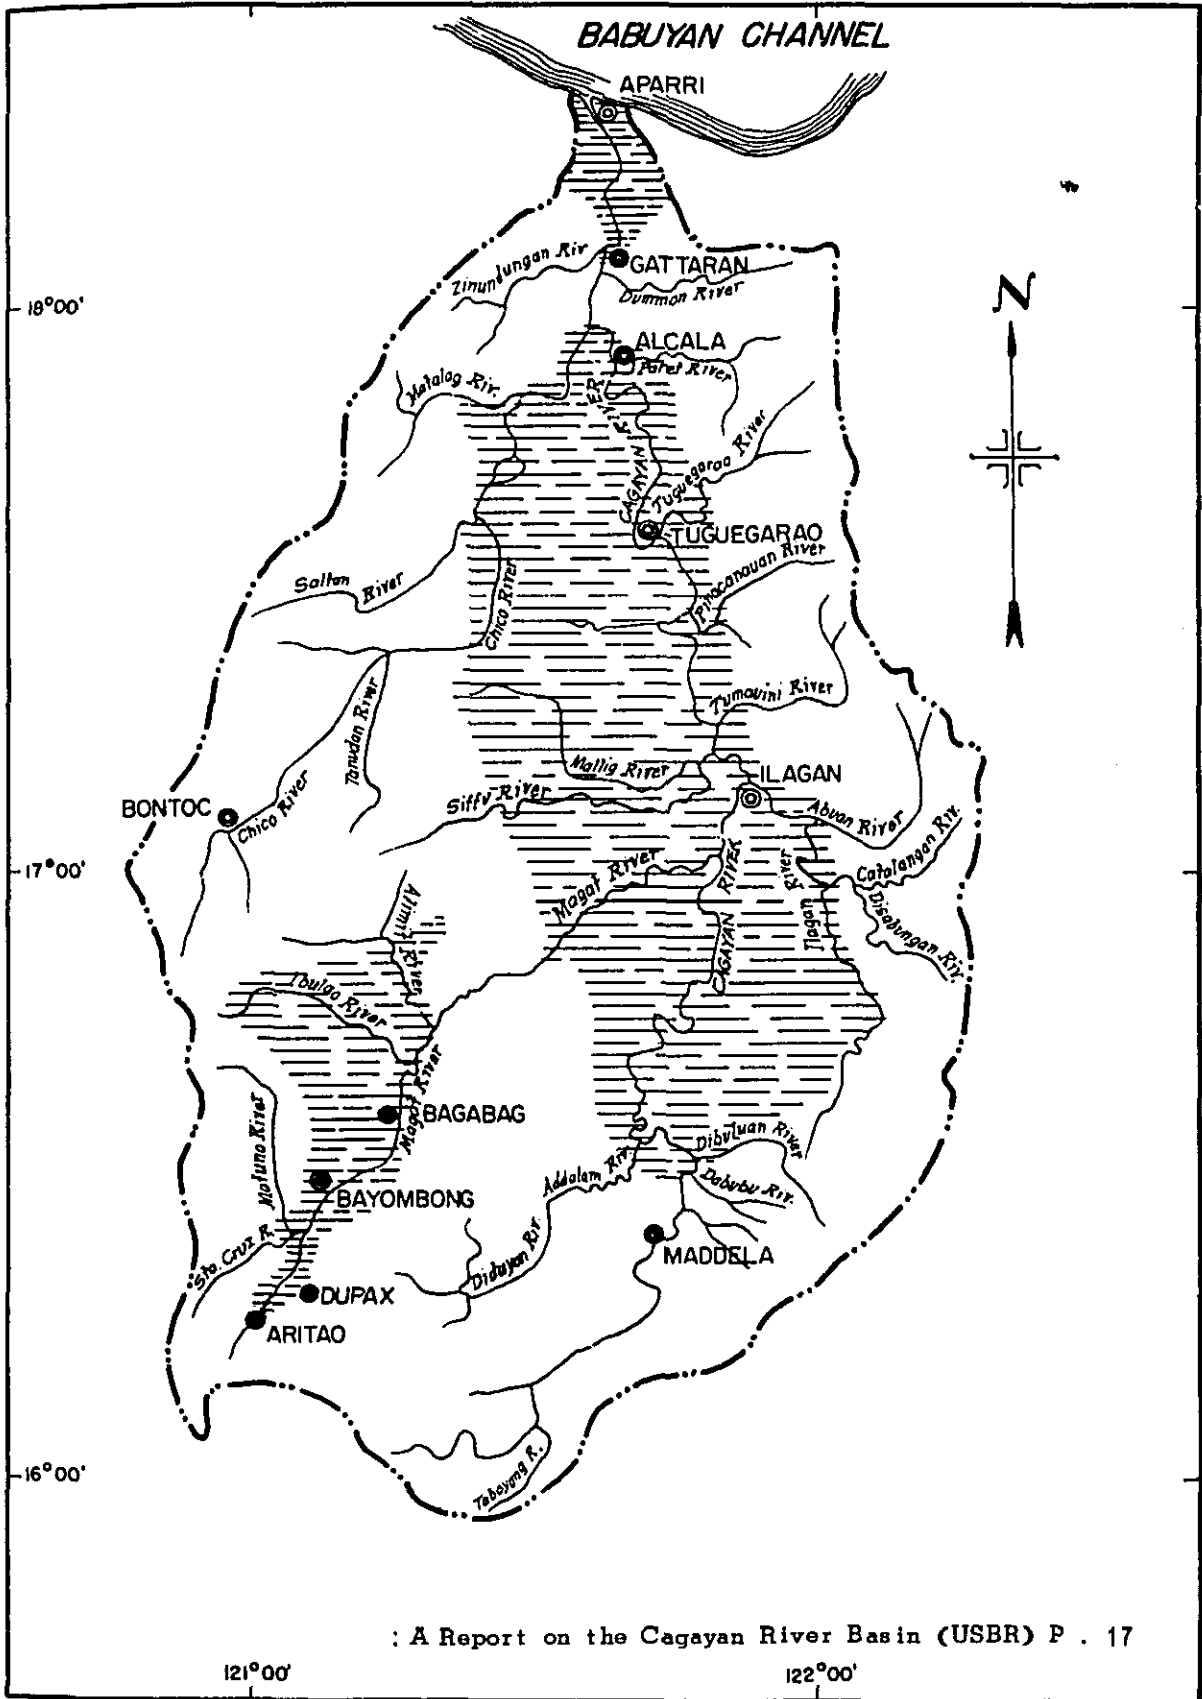 BABUYAN CHANNEL
APARRI
Zinundungan Riv
GATTARAN
Dummon River
18°00'
N
ALCALA
Paret River
Matalag Riv.
CAGAYAN RIVER
Tuguegarao River
TUGUEGARAO
Pinacanauan River
Saltan River
Chico River
Tanudan River
Tumauini River
Mallig River
ILAGAN
Siffu River
BONTOC
Chico River
Abuan River
Catalangan Riv.
17°00'
Magat River
CAGAYAN RIVER
Ilagan River
Disabungan Riv.
Alimit River
Ibulao River
Magat River
BAGABAG
Matuno River
Dibuluan River
Addalam Riv.
Dabubu Riv.
BAYOMBONG
Sta. Cruz R.
MADDELA
Didayan Riv.
DUPAX
ARITAO
16°00'
Tabayong R.
: A Report on the Cagayan River Basin (USBR) P . 17
121°00'
122°00'